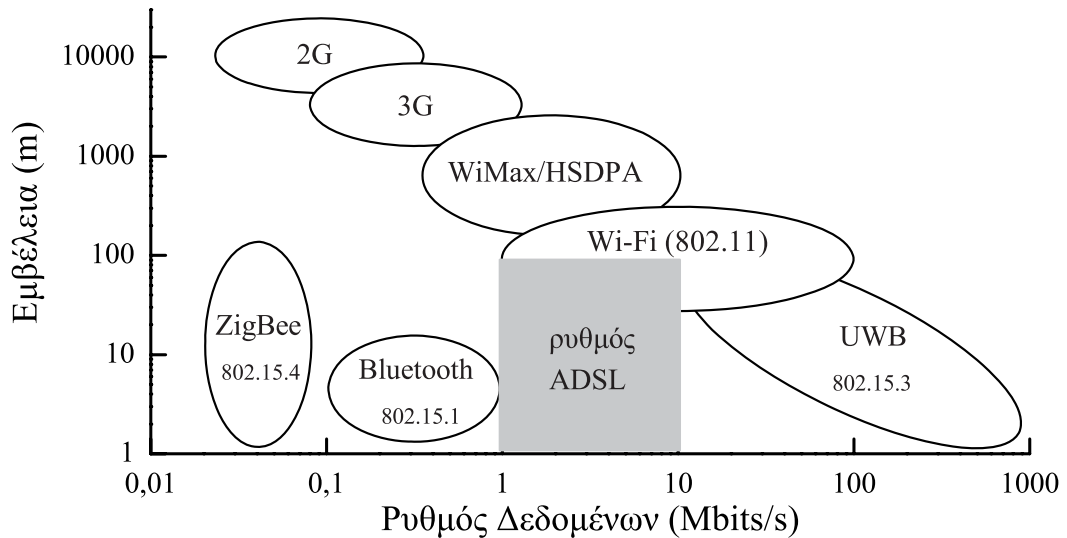 Εμβέλεια (m)
10000
1000
100
10
1
2G
3G
WiMax/HSDPA
Wi-Fi (802.11)
ZigBee
802.15.4
Bluetooth
802.15.1
ρυθμός
ADSL
UWB
802.15.3
0,01
0,1
1
10
100
1000
Ρυθμός Δεδομένων (Mbits/s)